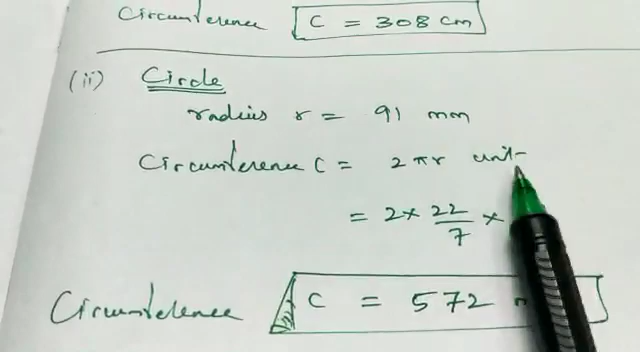 Circumference C = 308 cm
(ii) Circle
radius r = 91 mm
Circumference C = 2πr unit
= 2 × 22/7 ×
Circumference C = 572